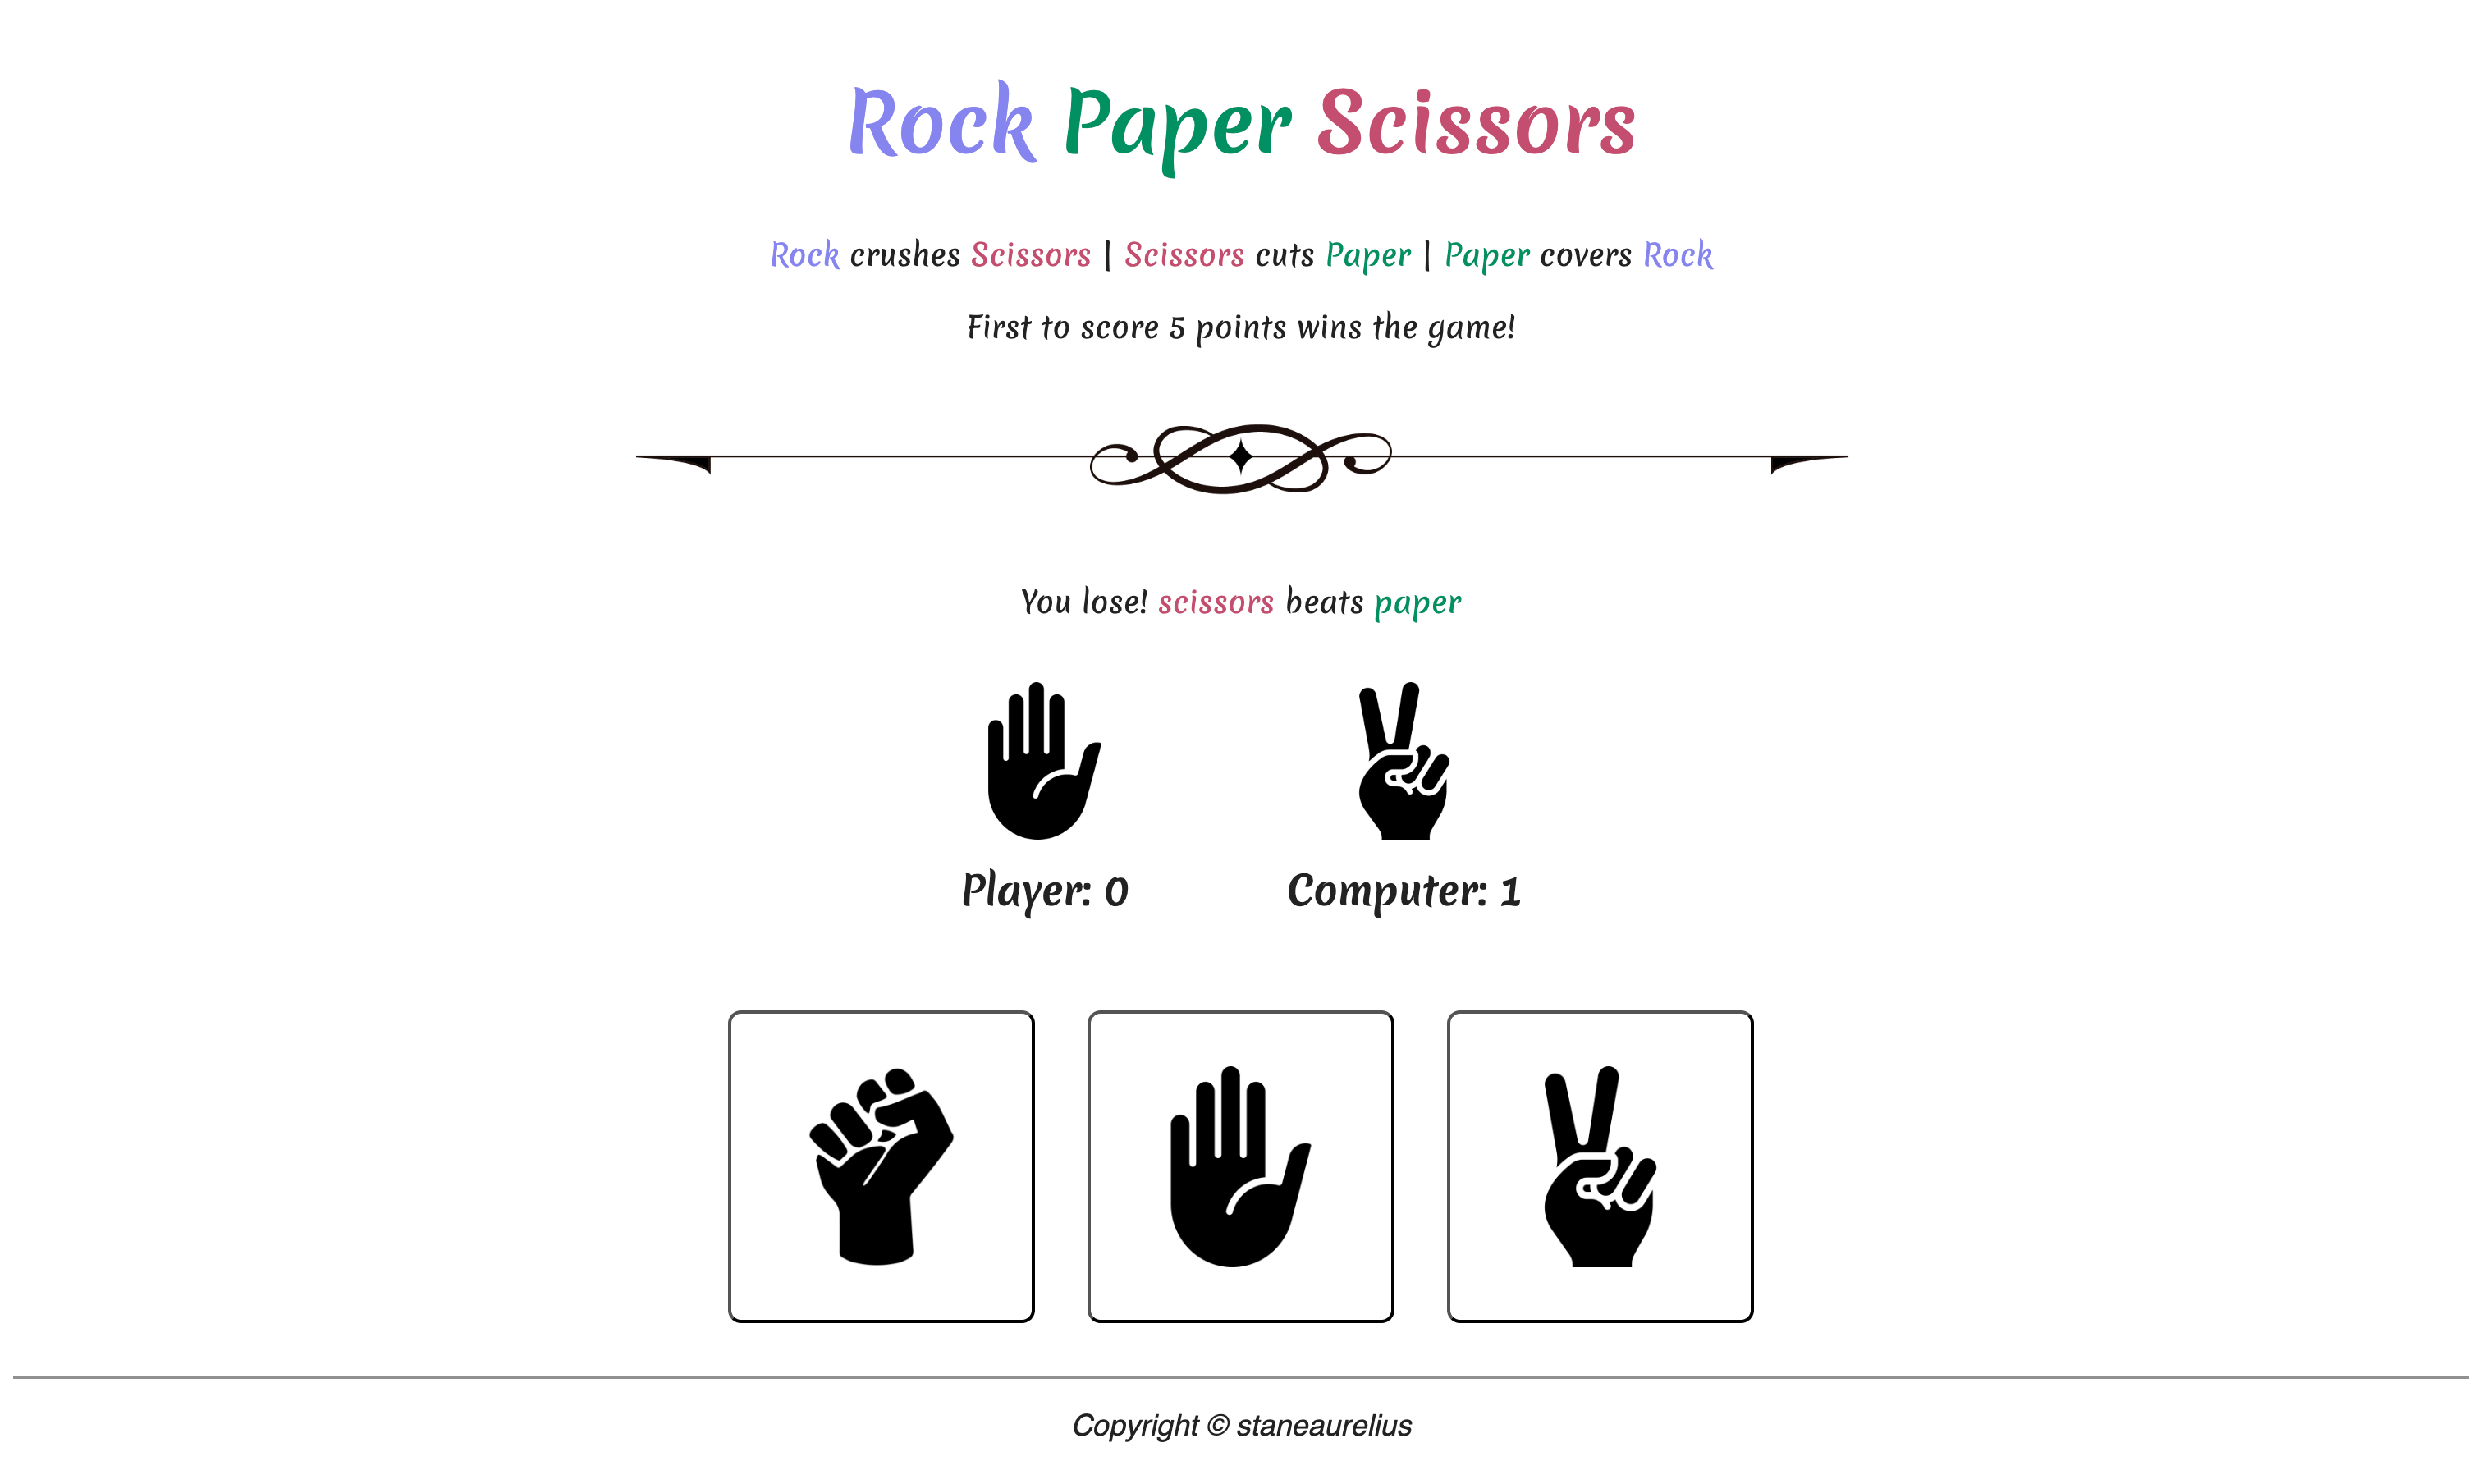 Rock Paper Scissors
Rock crushes Scissors | Scissors cuts Paper | Paper covers Rock
First to score 5 points wins the game!
You lose! scissors beats paper
Player: 0 Computer: 1
Copyright © staneaurelius